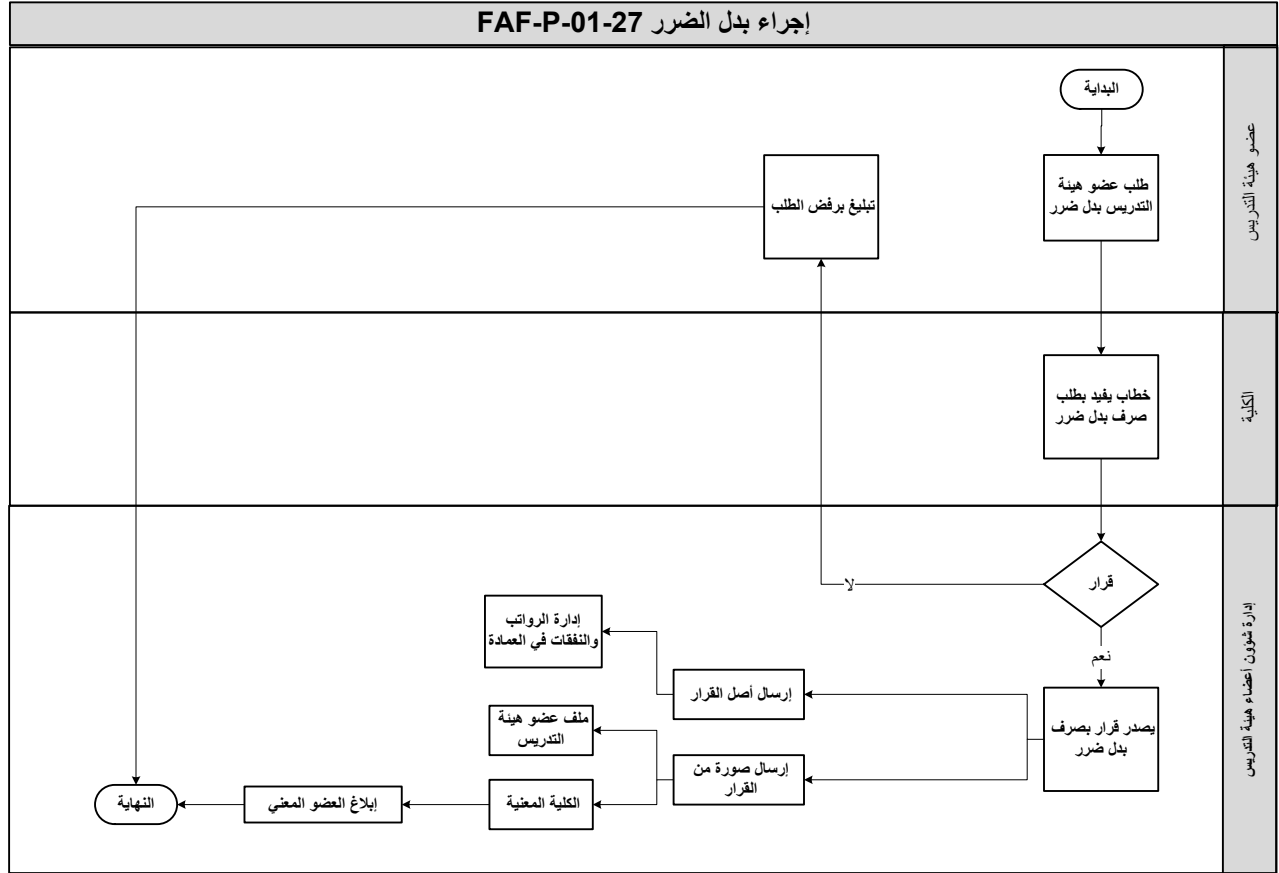 إجراء بدل الضرر FAF-P-01-27
عضو هيئة التدريس
البداية
طلب عضو هيئة
التدريس بدل ضرر
تبليغ برفض الطلب
الكلية
خطاب يفيد بطلب
صرف بدل ضرر
إدارة شؤون أعضاء هيئة التدريس
قرار
لا
نعم
يصدر قرار بصرف
بدل ضرر
إرسال أصل القرار
إدارة الرواتب
والنفقات في العمادة
إرسال صورة من
القرار
ملف عضو هيئة
التدريس
الكلية المعنية
إبلاغ العضو المعني
النهاية